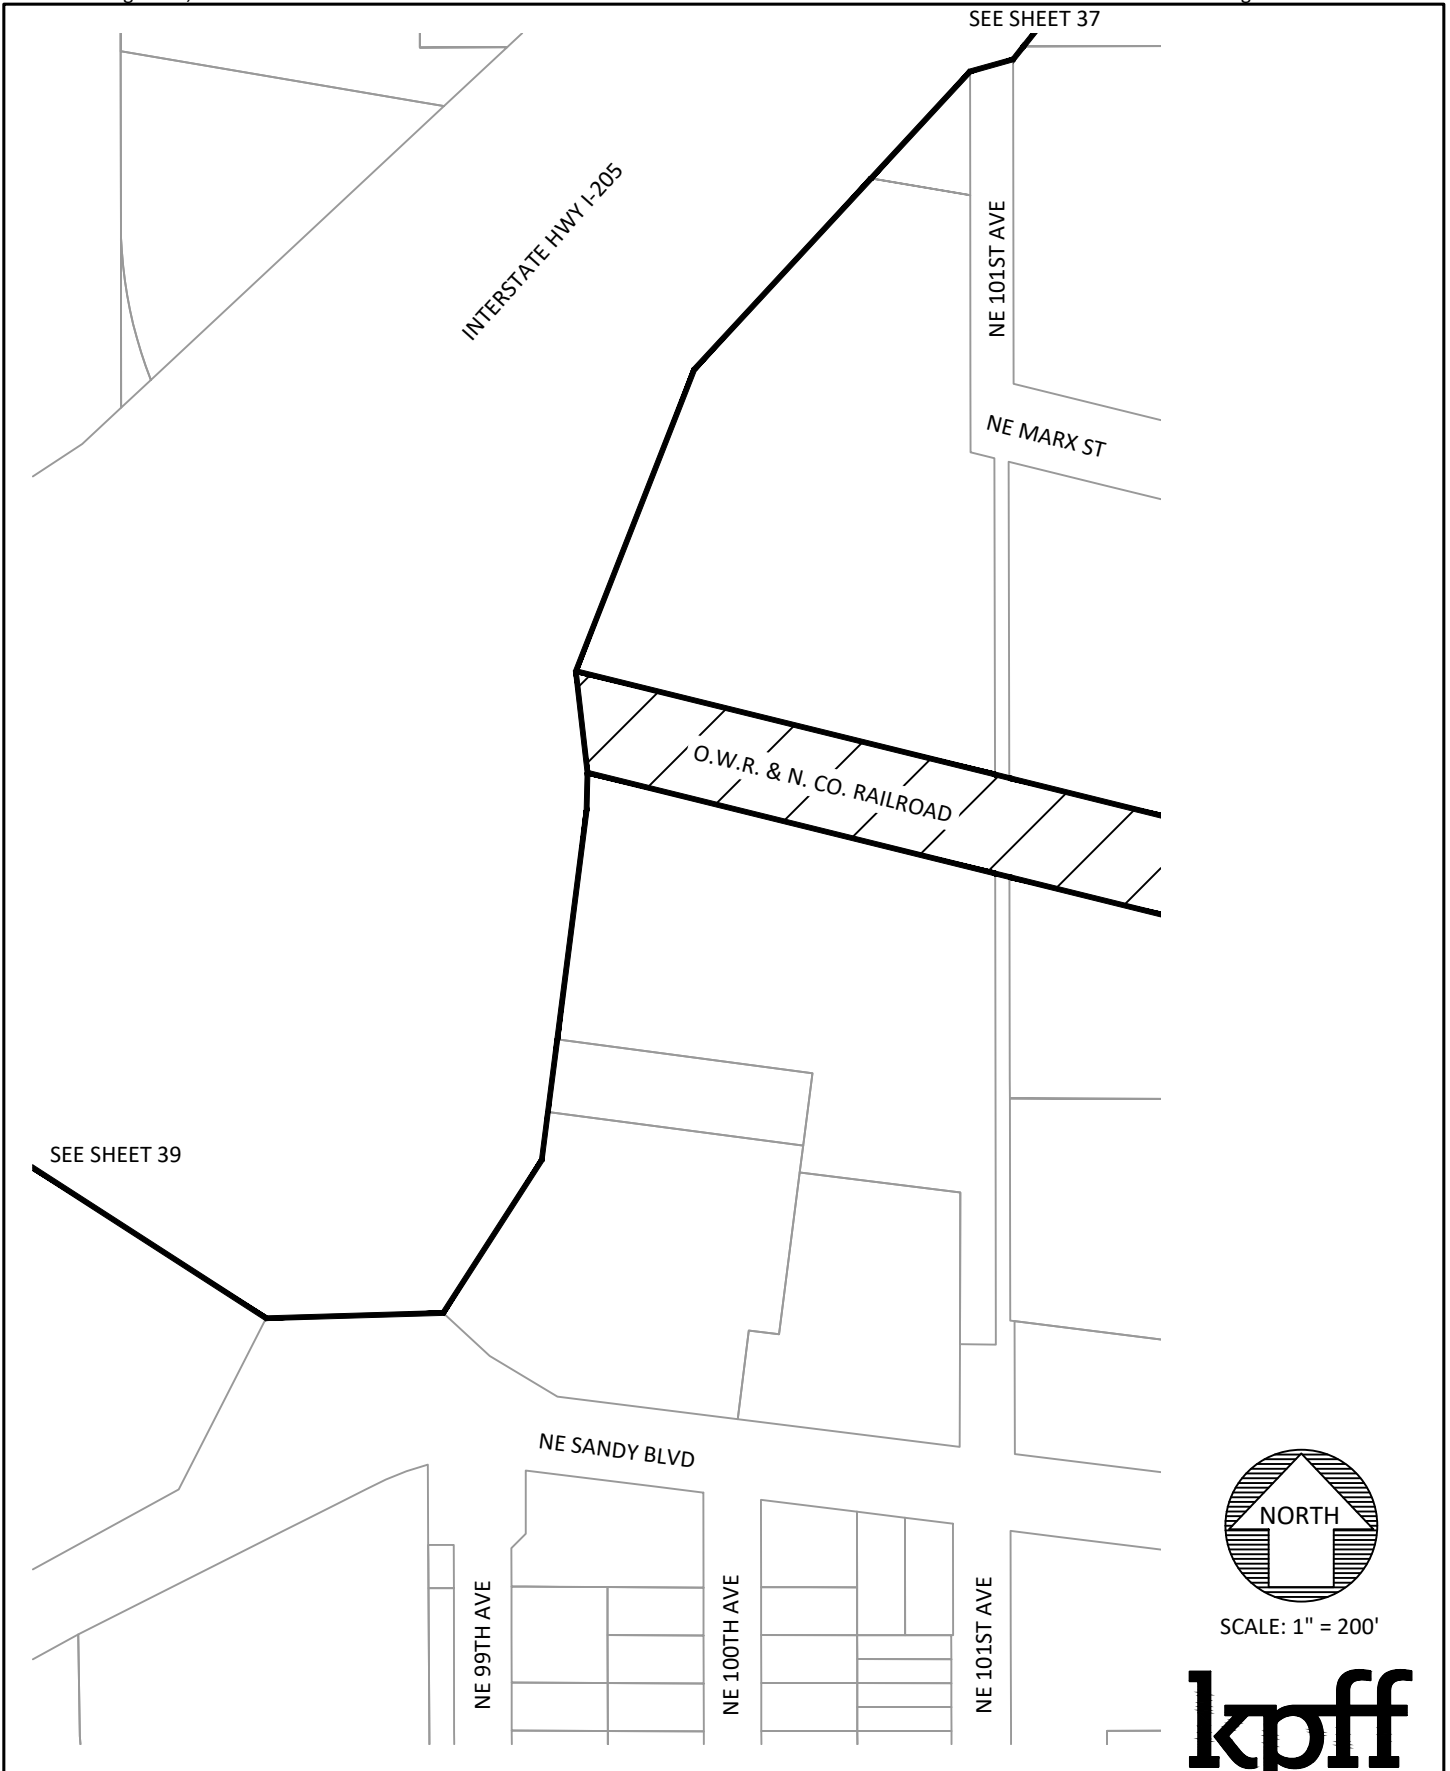 SEE SHEET 37
INTERSTATE HWY I-205
NE 101ST AVE
NE MARX ST
O.W.R. & N. CO. RAILROAD
SEE SHEET 39
NE SANDY BLVD
NORTH
NE 99TH AVE
NE 100TH AVE
NE 101ST AVE
SCALE: 1" = 200'
kpff